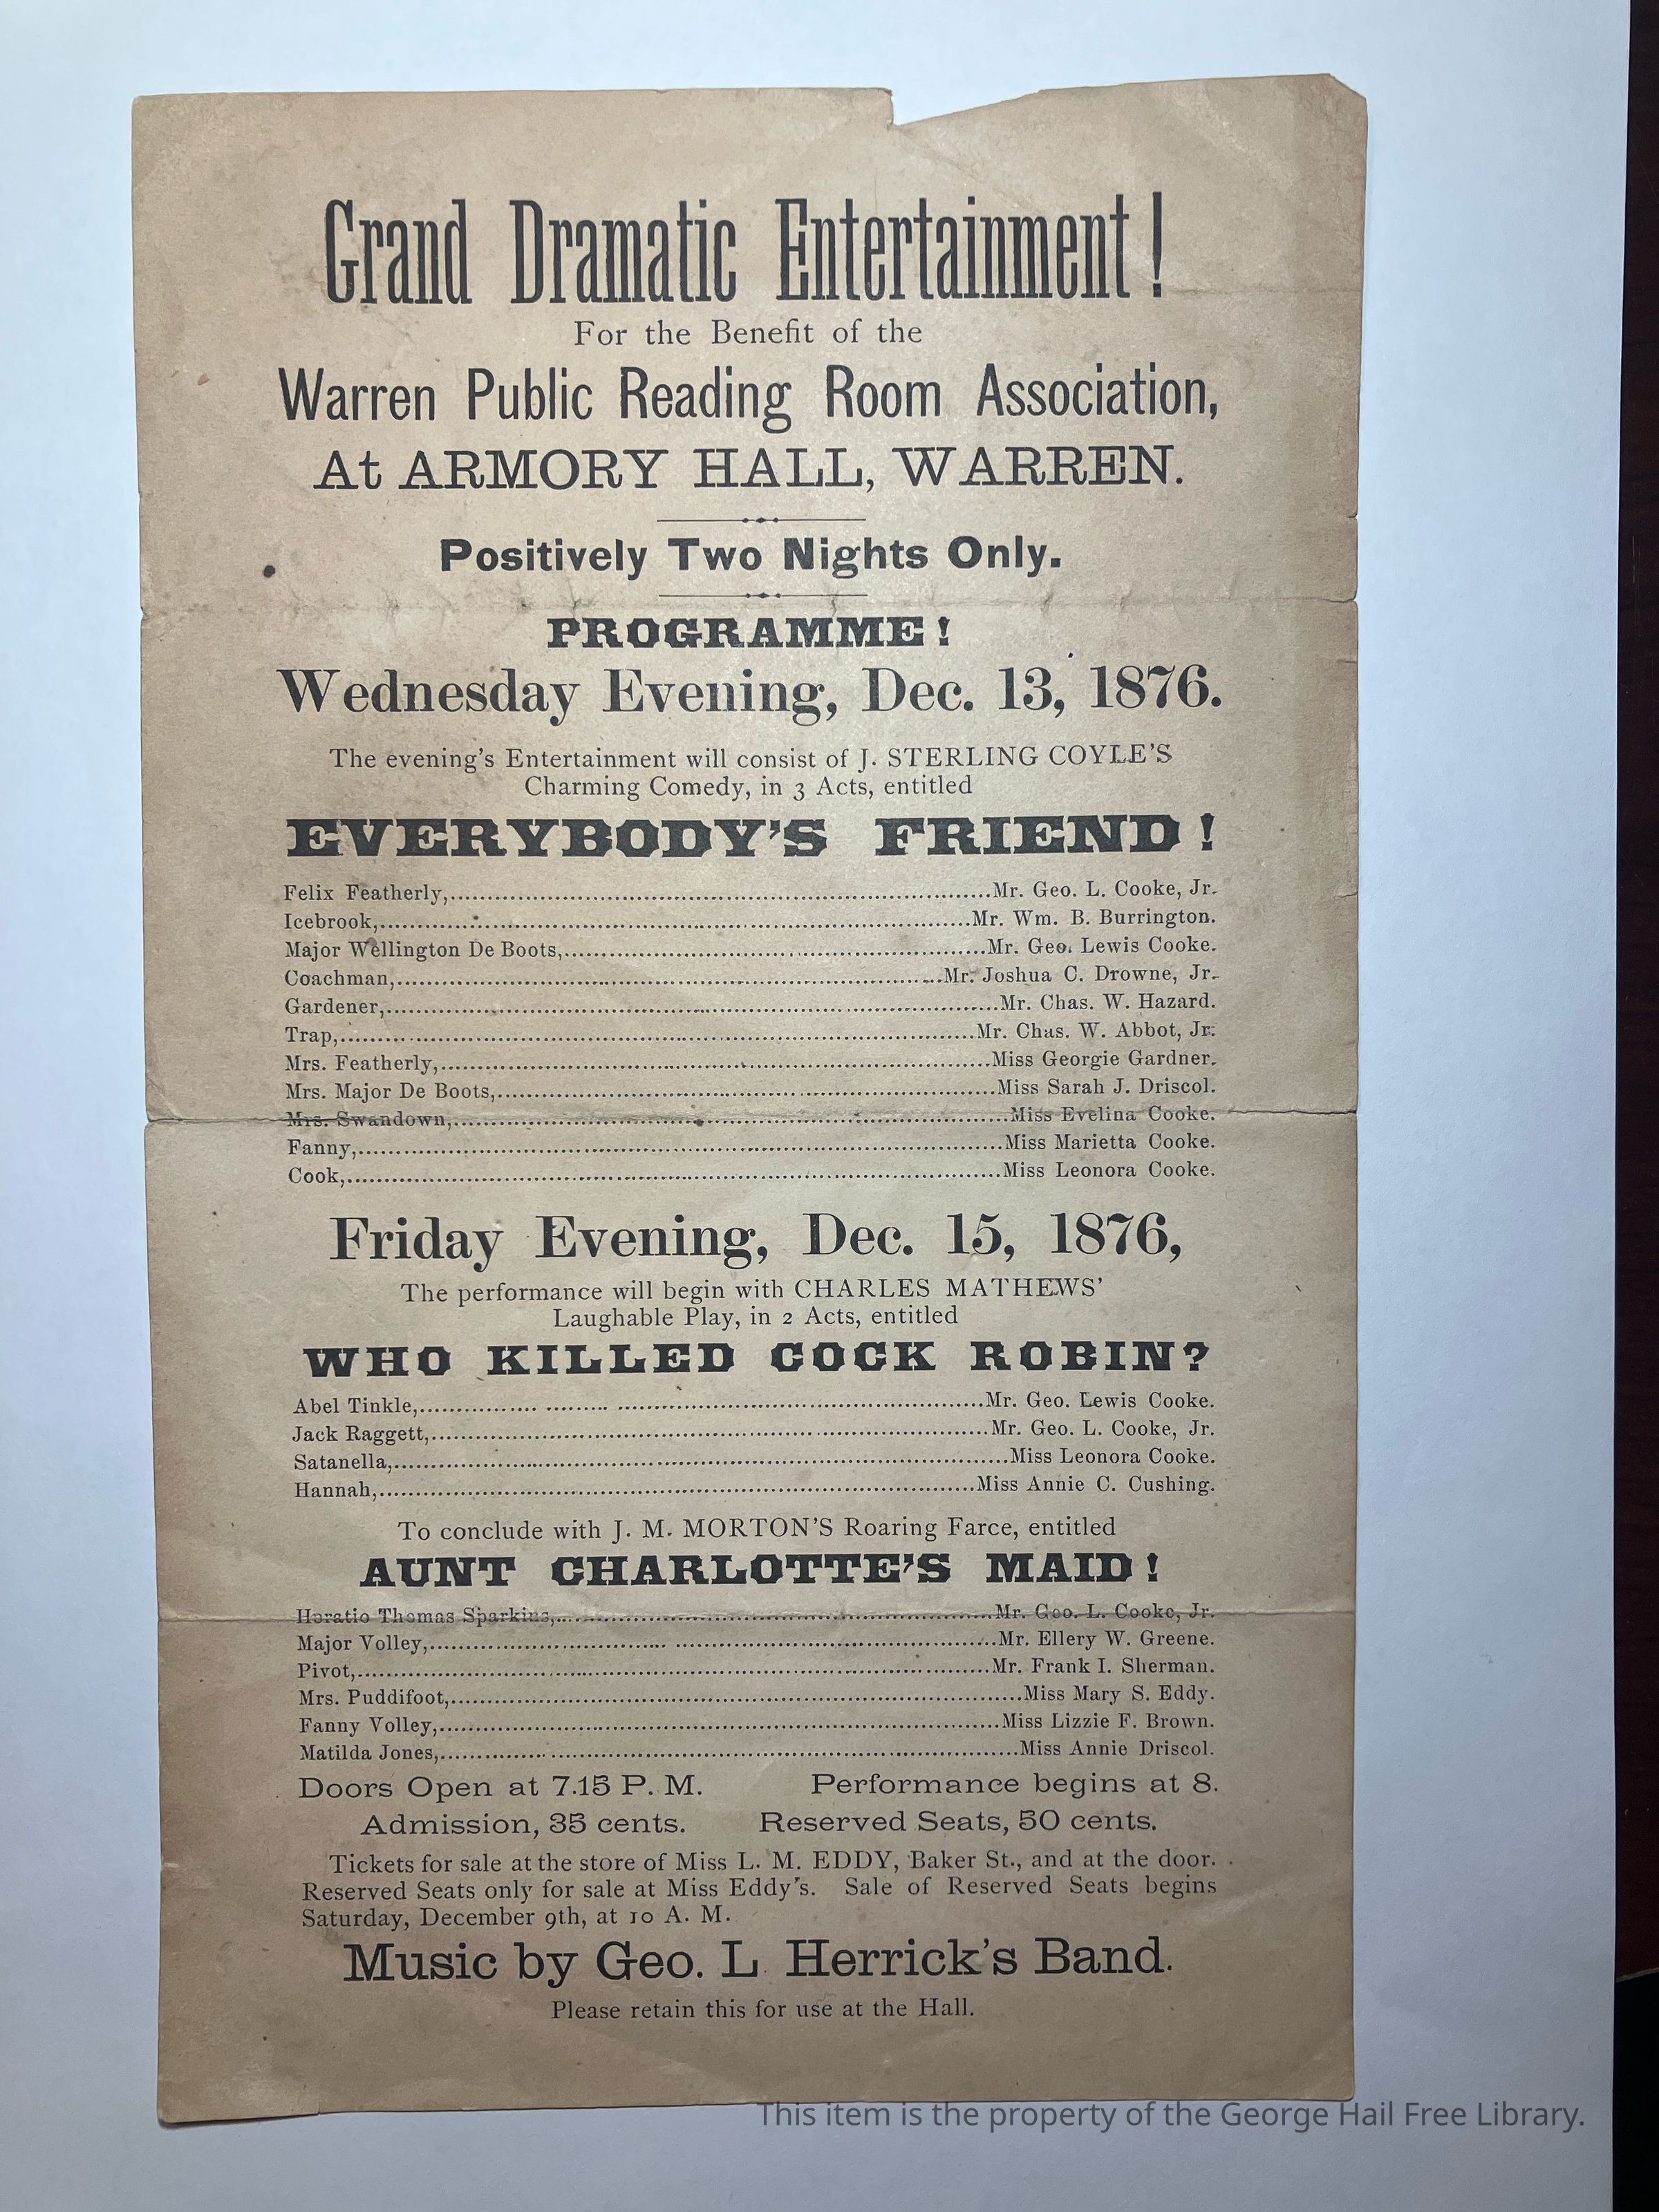 Grand Dramatic Entertainment!
For the Benefit of the
Warren Public Reading Room Association,
At ARMORY HALL, WARREN.
Positively Two Nights Only.
PROGRAMME!
Wednesday Evening, Dec. 13, 1876.
The evening's Entertainment will consist of J. STERLING COYLE'S
Charming Comedy, in 3 Acts, entitled
EVERYBODY'S FRIEND!
Felix Featherly,..........Mr. Geo. L. Cooke, Jr.
Icebrook,..........Mr. Wm. B. Burrington.
Major Wellington De Boots,..........Mr. Geo. Lewis Cooke.
Coachman,..........Mr. Joshua C. Drowne, Jr.
Gardener,..........Mr. Chas. W. Hazard.
Trap,..........Mr. Chas. W. Abbot, Jr.
Mrs. Featherly,..........Miss Georgie Gardner.
Mrs. Major De Boots,..........Miss Sarah J. Driscol.
Mrs. Swandown,..........Miss Evelina Cooke.
Fanny,..........Miss Marietta Cooke.
Cook,..........Miss Leonora Cooke.
Friday Evening, Dec. 15, 1876,
The performance will begin with CHARLES MATHEWS'
Laughable Play, in 2 Acts, entitled
WHO KILLED COCK ROBIN?
Abel Tinkle,..........Mr. Geo. Lewis Cooke.
Jack Raggett,..........Mr. Geo. L. Cooke, Jr.
Satanella,..........Miss Leonora Cooke.
Hannah,..........Miss Annie C. Cushing.
To conclude with J. M. MORTON'S Roaring Farce, entitled
AUNT CHARLOTTE'S MAID!
Horatio Thomas Sparkins,..........Mr. Geo. L. Cooke, Jr.
Major Volley,..........Mr. Ellery W. Greene.
Pivot,..........Mr. Frank I. Sherman.
Mrs. Puddifoot,..........Miss Mary S. Eddy.
Fanny Volley,..........Miss Lizzie F. Brown.
Matilda Jones,..........Miss Annie Driscol.
Doors Open at 7.15 P. M. Performance begins at 8.
Admission, 35 cents. Reserved Seats, 50 cents.
Tickets for sale at the store of Miss L. M. EDDY, Baker St., and at the door.
Reserved Seats only for sale at Miss Eddy's. Sale of Reserved Seats begins
Saturday, December 9th, at 10 A. M.
Music by Geo. L Herrick's Band.
Please retain this for use at the Hall.
This item is the property of the George Hail Free Library.